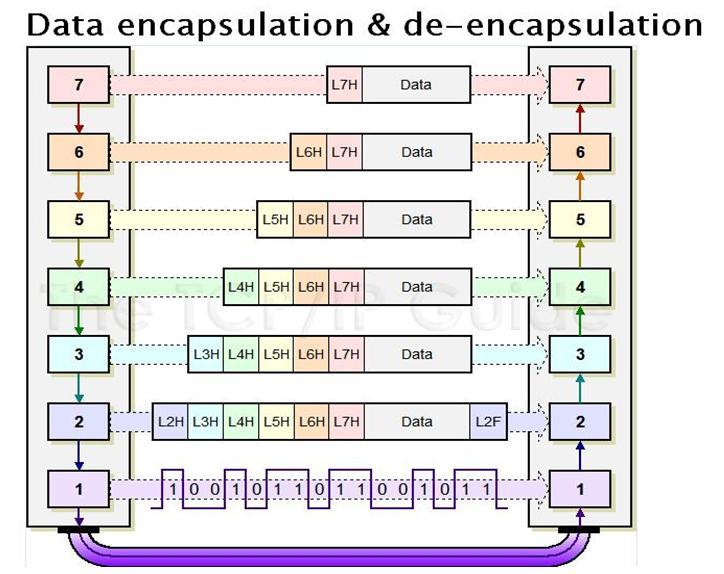 Data encapsulation & de-encapsulation
7 L7H Data 7
6 L6H L7H Data 6
5 L5H L6H L7H Data 5
4 L4H L5H L6H L7H Data 4
The TCP/IP Guide
3 L3H L4H L5H L6H L7H Data 3
2 L2H L3H L4H L5H L6H L7H Data L2F 2
1 1 0 0 1 0 1 1 0 1 1 0 0 1 0 1 1 1